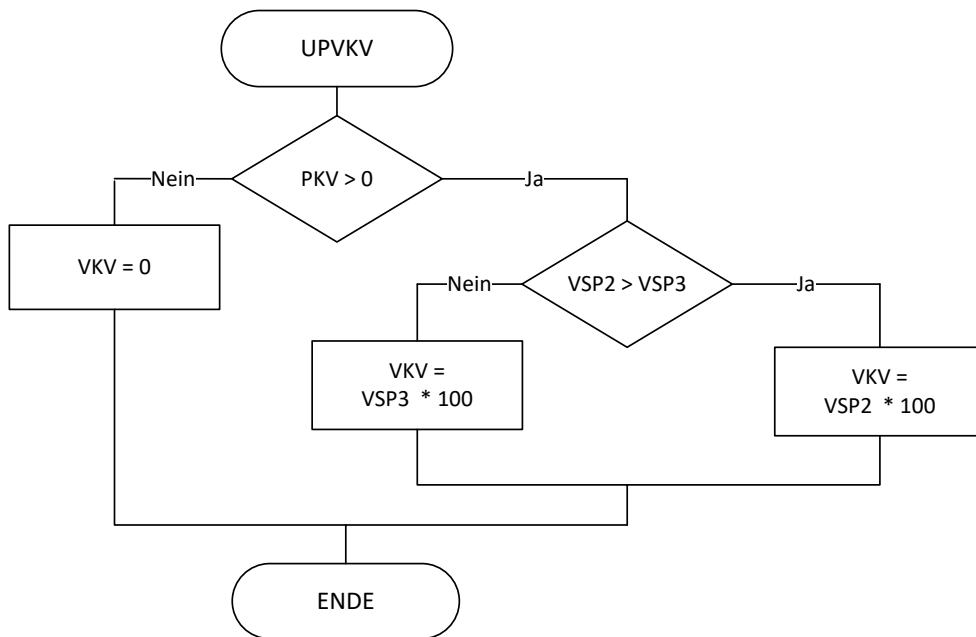 UPVKV
PKV > 0
Nein
Ja
VKV = 0
VSP2 > VSP3
Nein
Ja
VKV =
VSP3 * 100
VKV =
VSP2 * 100
ENDE